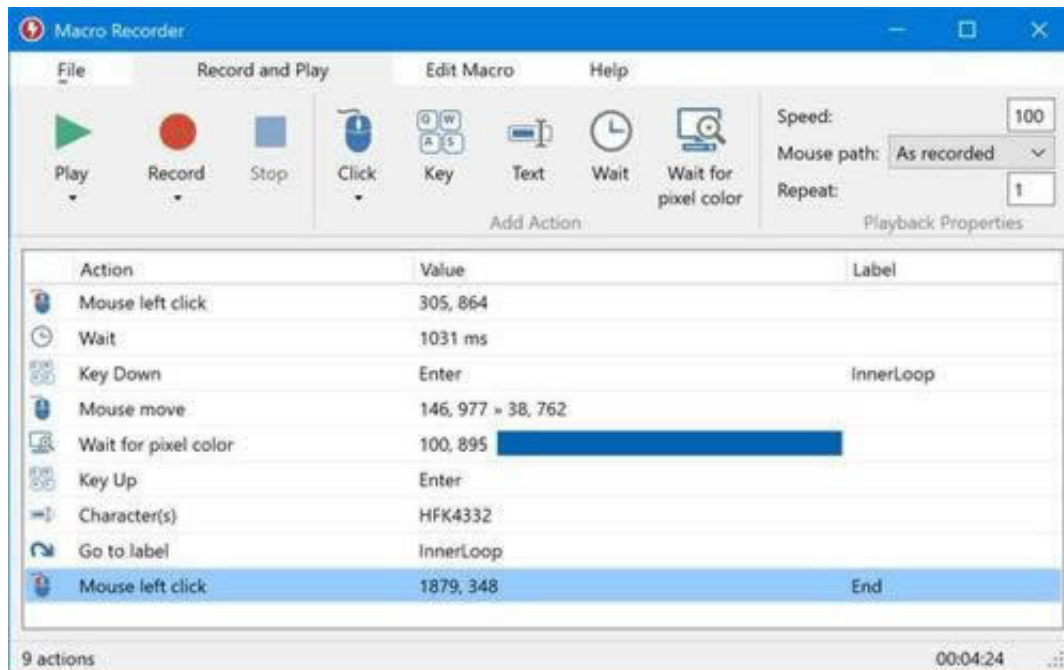 Macro Recorder
File Record and Play Edit Macro Help
Play Record Stop Click Key Text Wait Wait for pixel color
Q W A S
Add Action
Speed: 100
Mouse path: As recorded
Repeat: 1
Playback Properties
Action Value Label
Mouse left click 305, 864
Wait 1031 ms
Key Down Enter InnerLoop
Mouse move 146, 977 » 38, 762
Wait for pixel color 100, 895
Key Up Enter
Character(s) HFK4332
Go to label InnerLoop
Mouse left click 1879, 348 End
9 actions 00:04:24